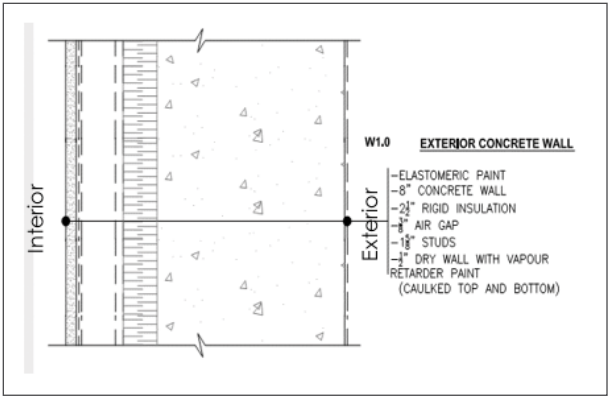 Interior
W1.0 EXTERIOR CONCRETE WALL
Exterior
-ELASTOMERIC PAINT
-8" CONCRETE WALL
-2½" RIGID INSULATION
-⅜" AIR GAP
-1⅝" STUDS
-½" DRY WALL WITH VAPOUR
RETARDER PAINT
(CAULKED TOP AND BOTTOM)